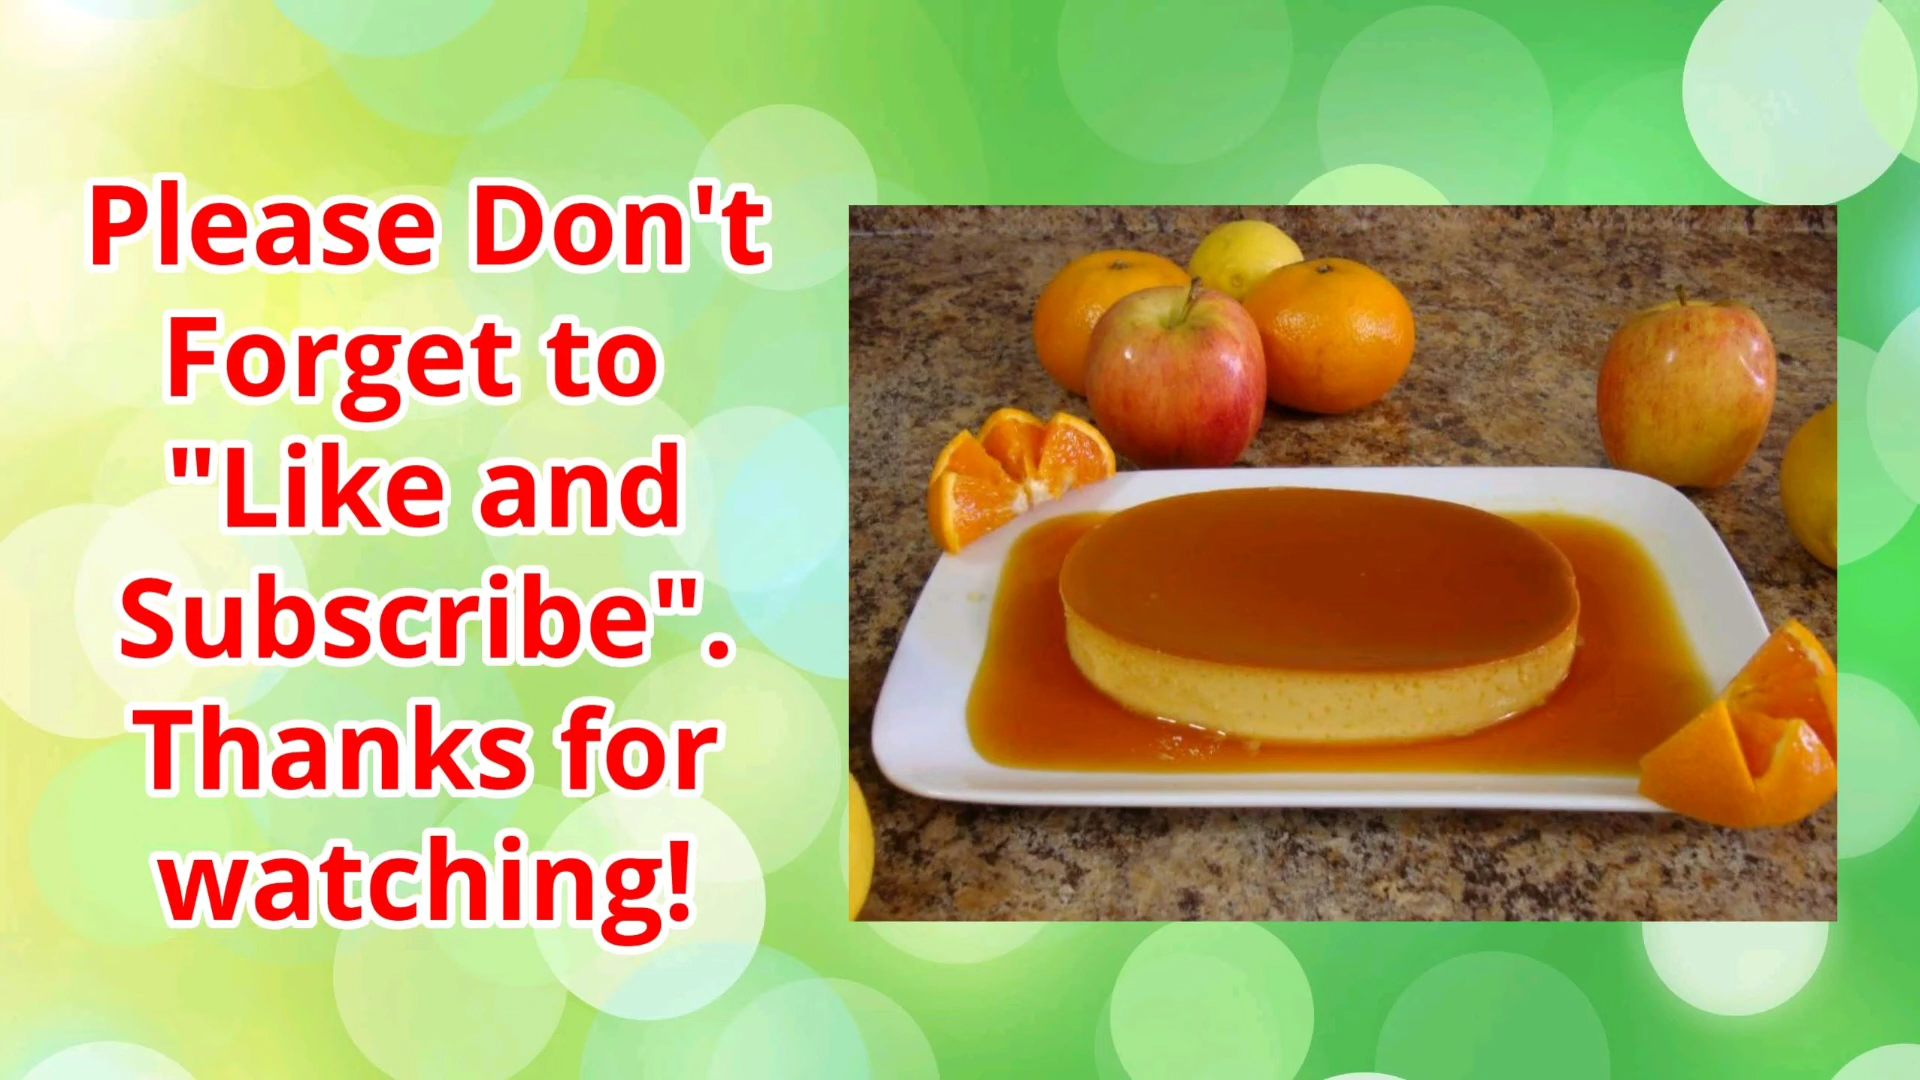 Please Don't
Forget to
"Like and
Subscribe".
Thanks for
watching!